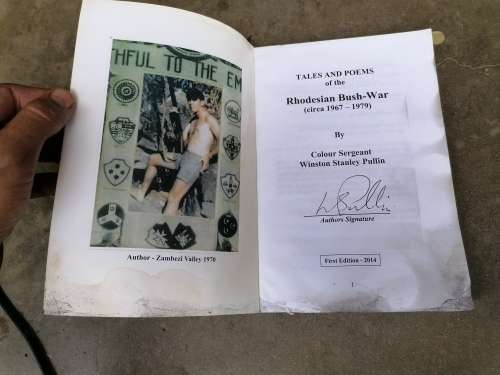 THFUL TO THE EM
Author - Zambezi Valley 1970
TALES AND POEMS
of the
Rhodesian Bush-War
(circa 1967 – 1979)
By
Colour Sergeant
Winston Stanley Pullin
Authors Signature
First Edition - 2014
1